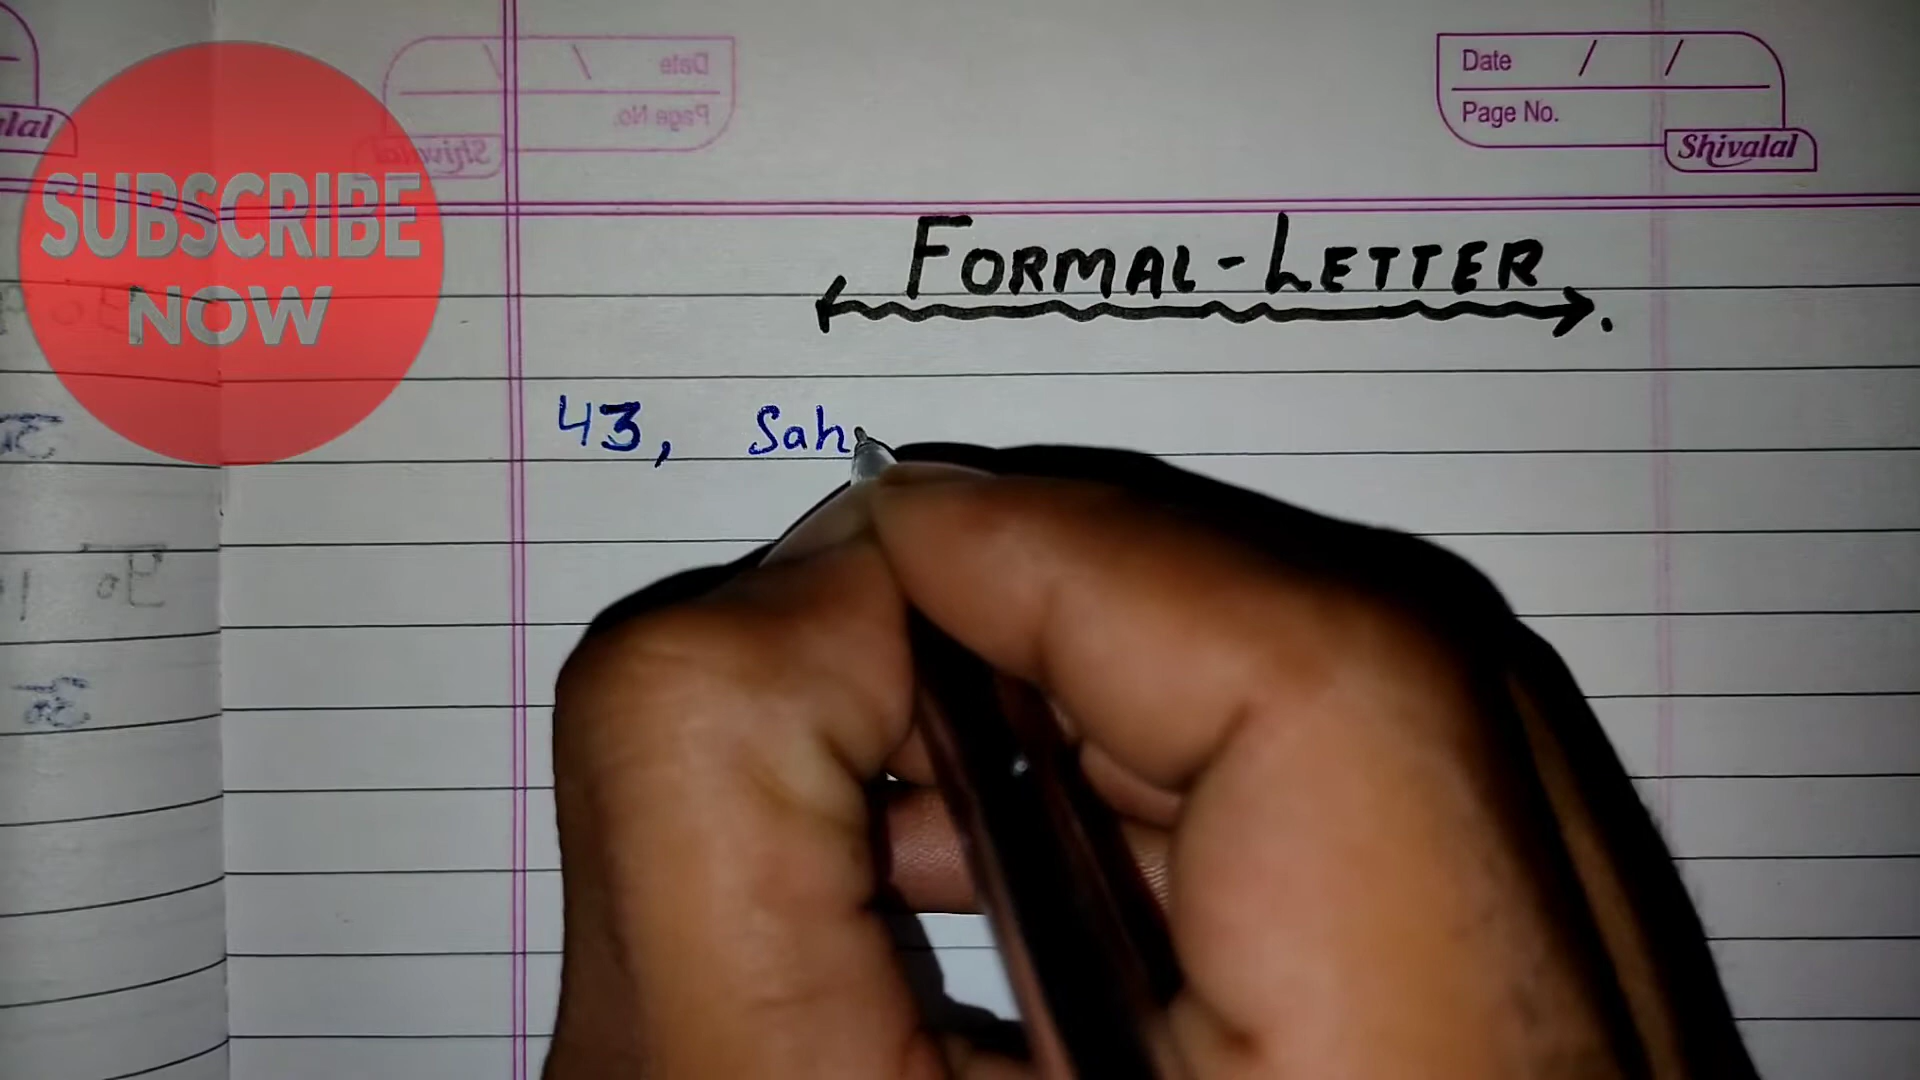 Date / /
Page No.
Shivalal
SUBSCRIBE
NOW
FORMAL-LETTER
43, Sah